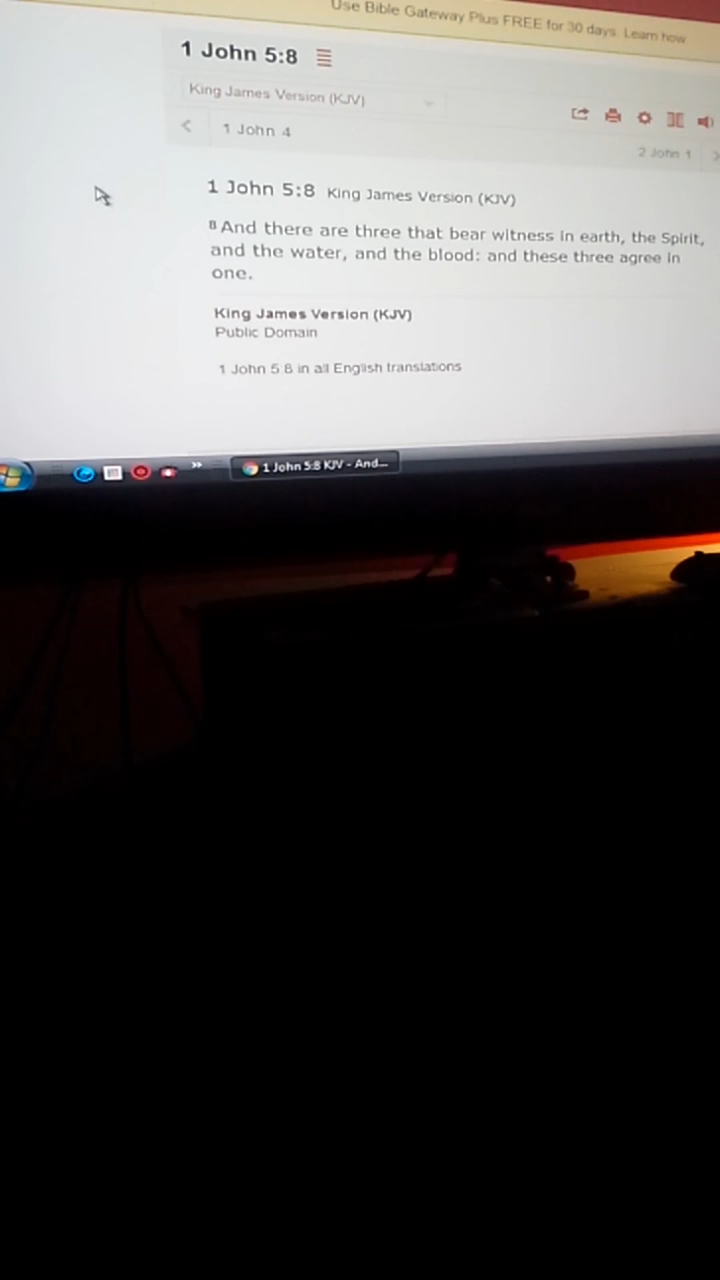 Use Bible Gateway Plus FREE for 30 days. Learn how
1 John 5:8
King James Version (KJV)
1 John 4
2 John 1
1 John 5:8 King James Version (KJV)
8 And there are three that bear witness in earth, the Spirit,
and the water, and the blood: and these three agree in
one.
King James Version (KJV)
Public Domain
1 John 5:8 in all English translations
1 John 5:8 KJV - And...